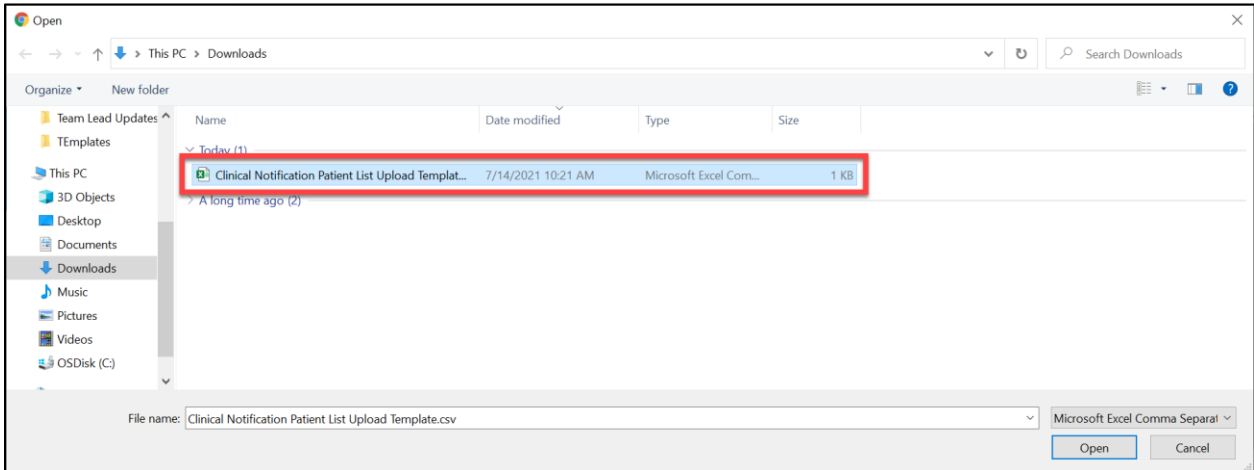 Open
This PC > Downloads
Search Downloads
Organize
New folder
Team Lead Updates
TEmplates
This PC
3D Objects
Desktop
Documents
Downloads
Music
Pictures
Videos
OSDisk (C:)
Name Date modified Type Size
Today (1)
Clinical Notification Patient List Upload Templat... 7/14/2021 10:21 AM Microsoft Excel Com... 1 KB
A long time ago (2)
File name: Clinical Notification Patient List Upload Template.csv
Microsoft Excel Comma Separat
Open Cancel